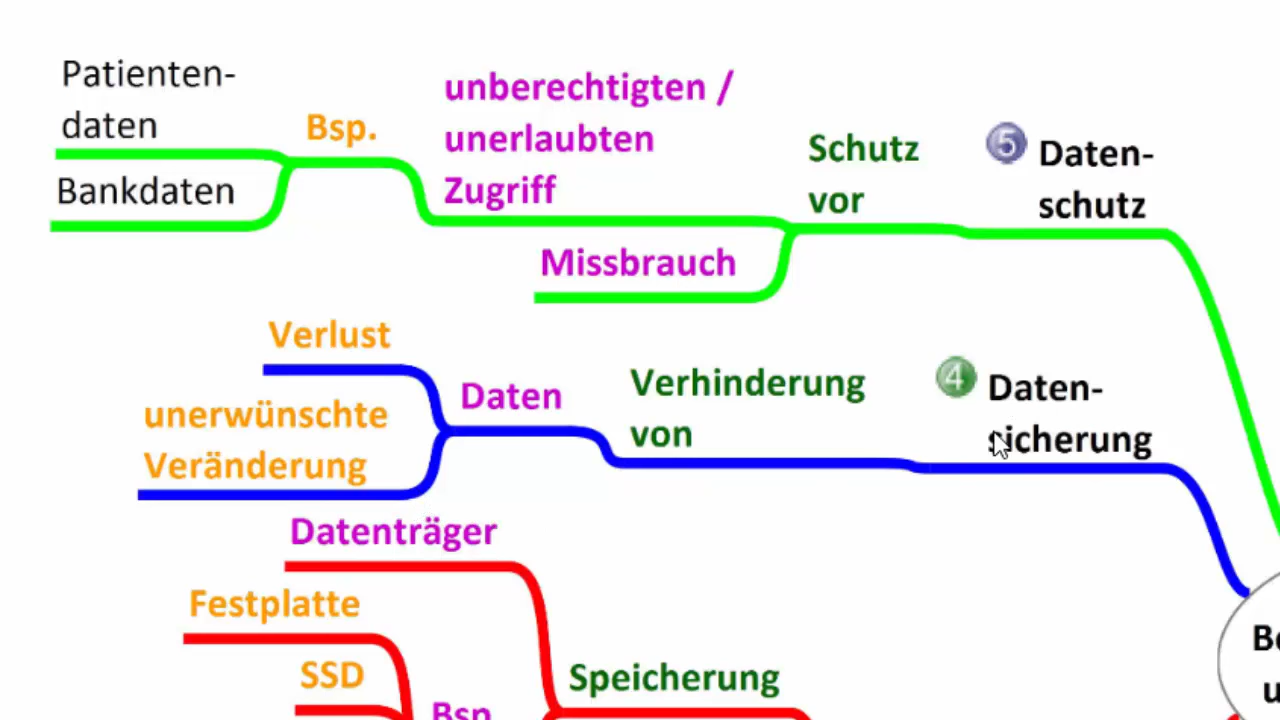 Patienten-
daten
Bankdaten
Bsp.
unberechtigten /
unerlaubten
Zugriff
Missbrauch
Schutz
vor
5 Daten-
schutz
Verlust
unerwünschte
Veränderung
Daten
Verhinderung
von
4 Daten-
sicherung
Datenträger
Festplatte
SSD
Bsp
Speicherung